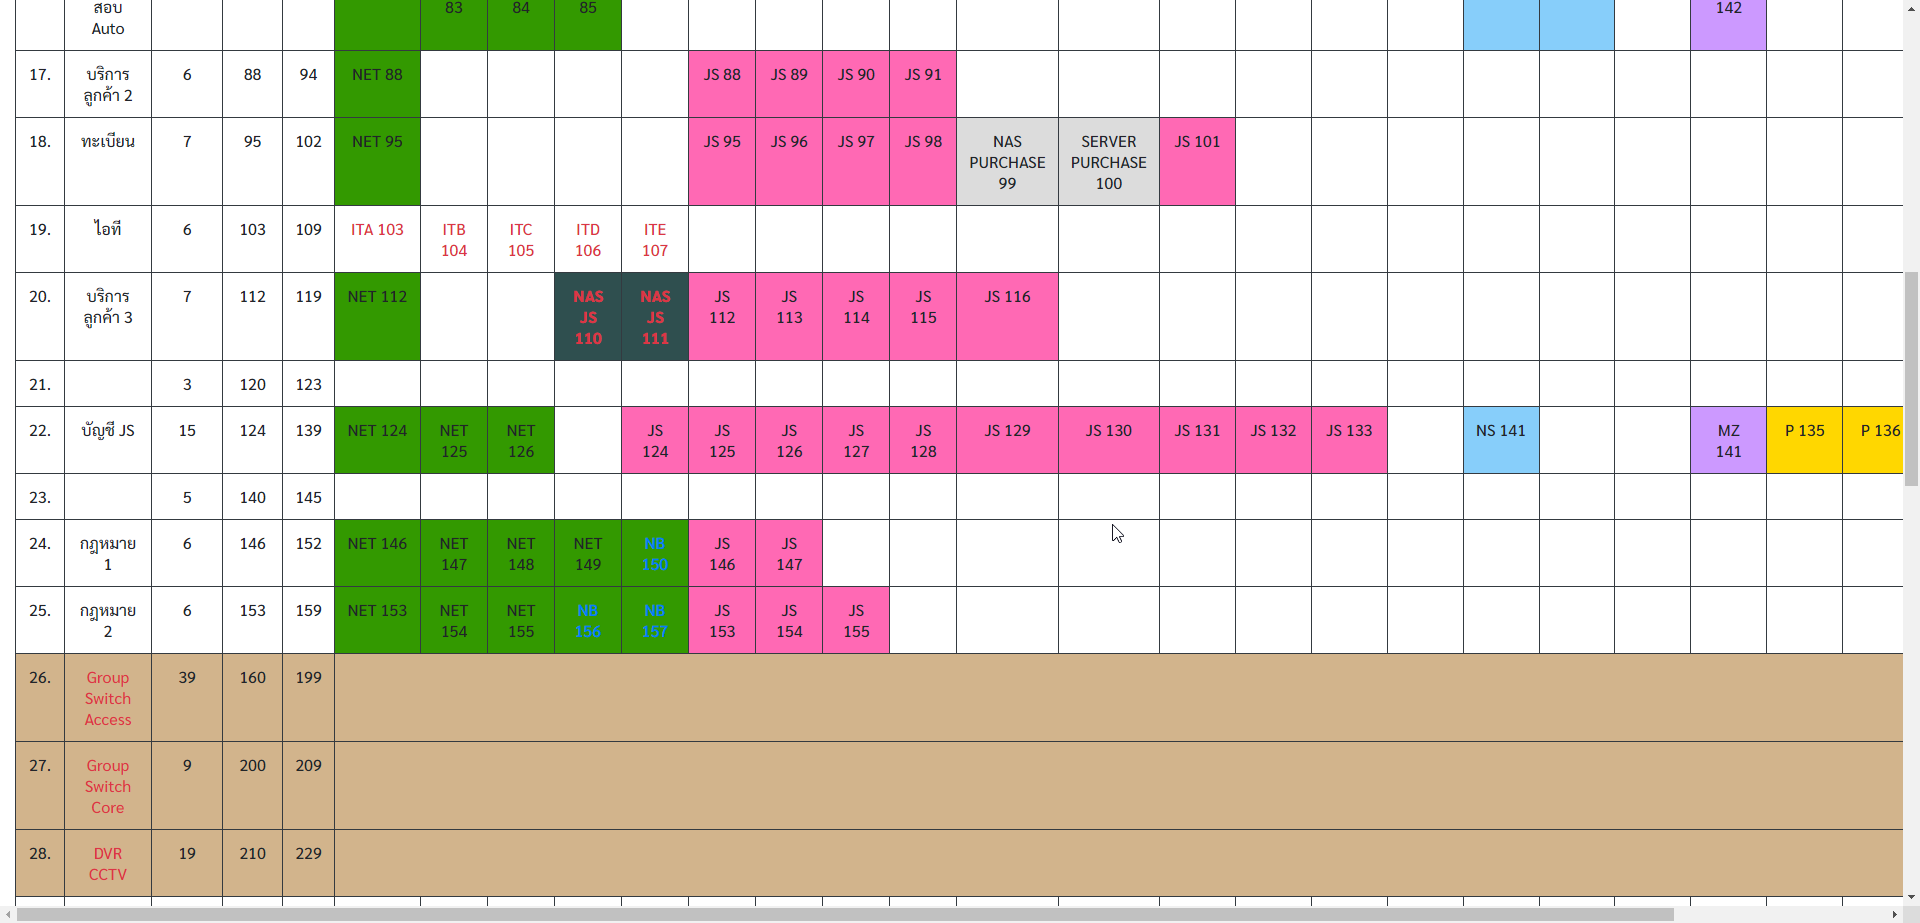 สอบ 83 84 85 142
Auto
17. บริการ 6 88 94 NET 88 JS 88 JS 89 JS 90 JS 91
ลูกค้า 2
18. ทะเบียน 7 95 102 NET 95 JS 95 JS 96 JS 97 JS 98 NAS SERVER JS 101
PURCHASE PURCHASE
99 100
19. ไอที 6 103 109 ITA 103 ITB ITC ITD ITE
104 105 106 107
20. บริการ 7 112 119 NET 112 NAS NAS JS JS JS JS JS 116
ลูกค้า 3 JS JS 112 113 114 115
110 111
21. 3 120 123
22. บัญชี JS 15 124 139 NET 124 NET NET JS JS JS JS JS JS 129 JS 130 JS 131 JS 132 JS 133 NS 141 MZ P 135 P 136
125 126 124 125 126 127 128 141
23. 5 140 145
24. กฎหมาย 6 146 152 NET 146 NET NET NET NB JS JS
1 147 148 149 150 146 147
25. กฎหมาย 6 153 159 NET 153 NET NET NB NB JS JS JS
2 154 155 156 157 153 154 155
26. Group 39 160 199
Switch
Access
27. Group 9 200 209
Switch
Core
28. DVR 19 210 229
CCTV